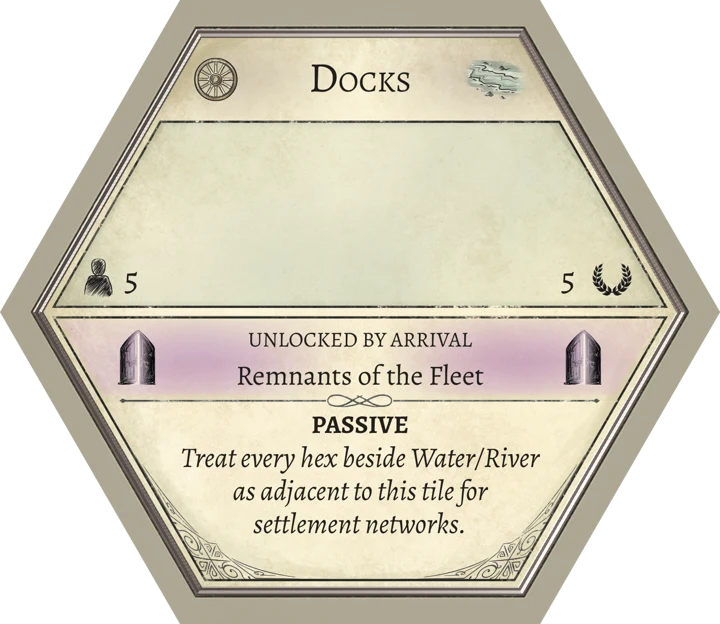 Docks
5
5
UNLOCKED BY ARRIVAL
Remnants of the Fleet
PASSIVE
Treat every hex beside Water/River
as adjacent to this tile for
settlement networks.